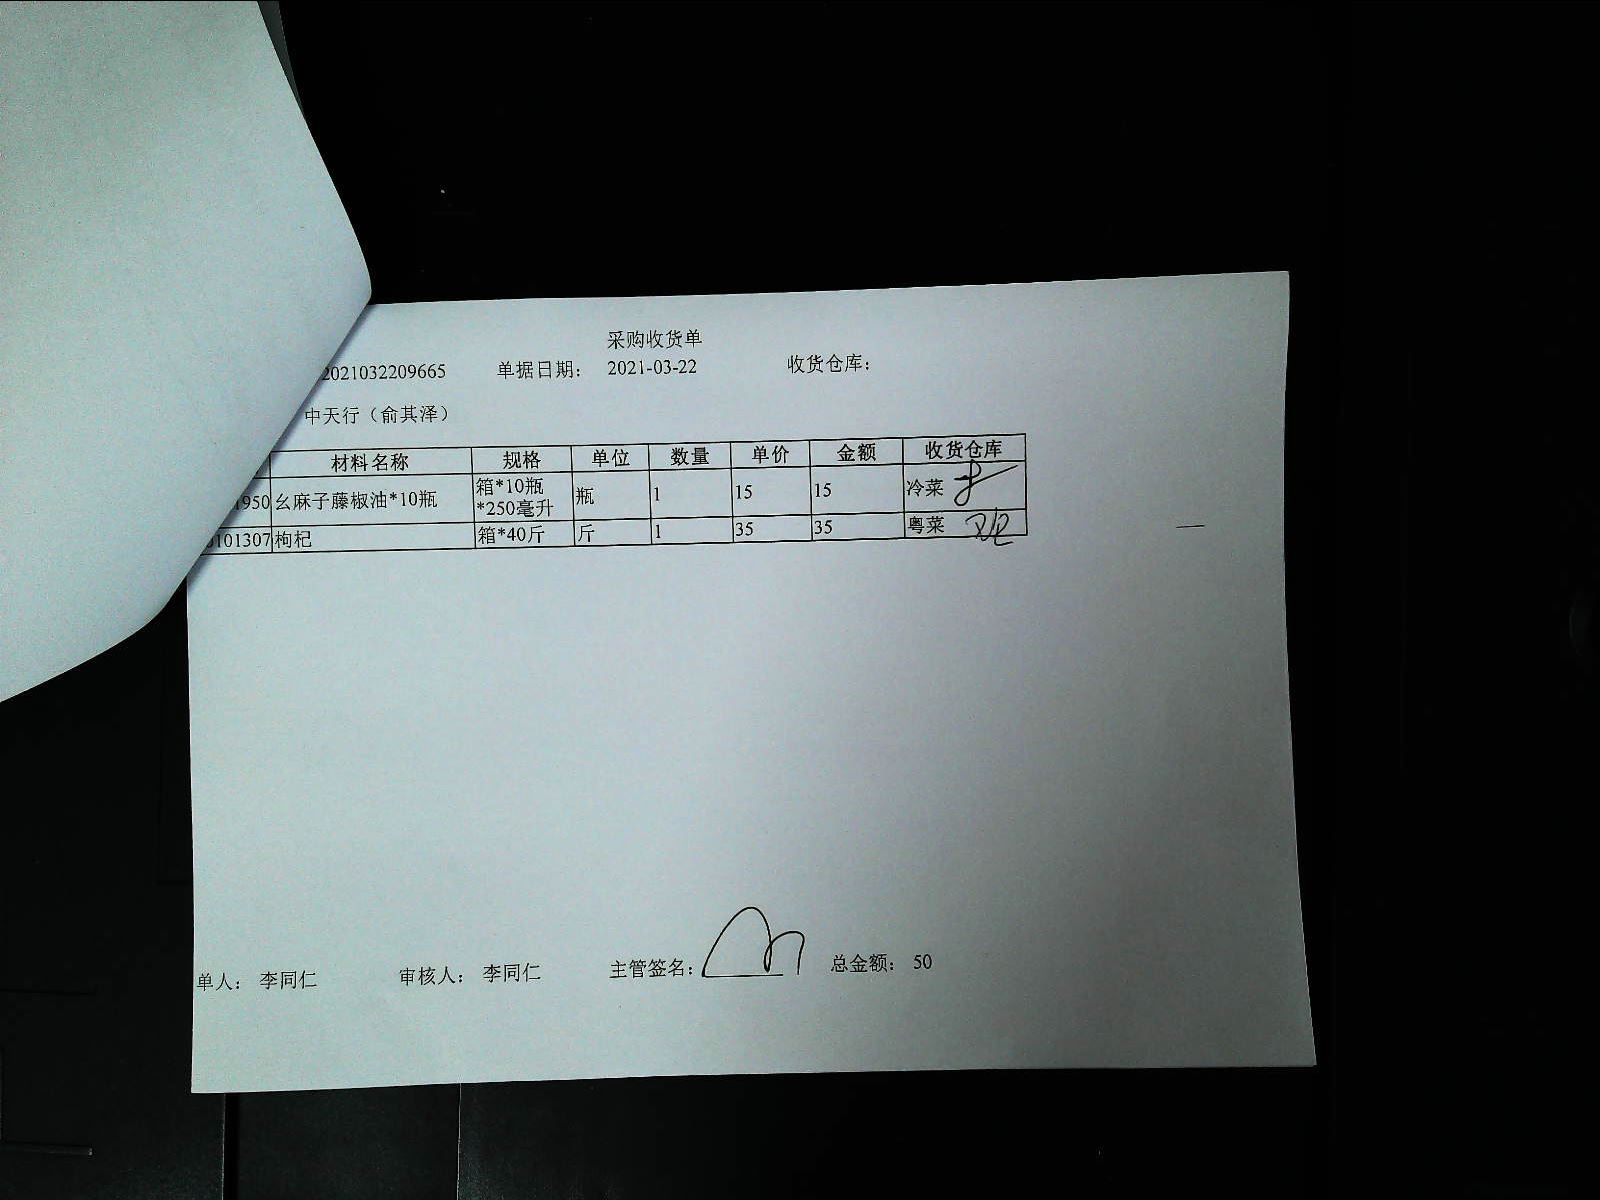 采购收货单
2021032209665 单据日期： 2021-03-22 收货仓库：
中天行（俞其泽）
材料名称 规格 单位 数量 单价 金额 收货仓库
1950 幺麻子藤椒油*10瓶 箱*10瓶*250毫升 瓶 1 15 15 冷菜
101307 枸杞 箱*40斤 斤 1 35 35 粤菜
单人： 李同仁 审核人： 李同仁 主管签名： 总金额： 50